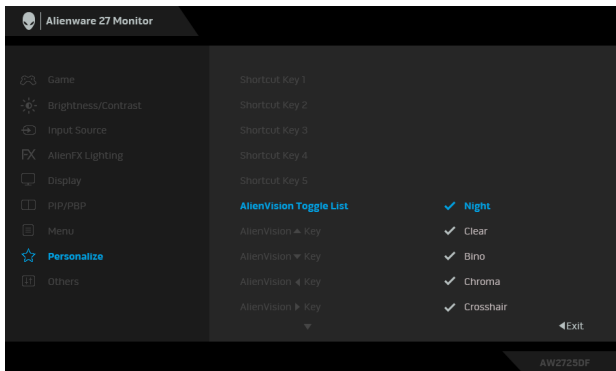 Alienware 27 Monitor
Game
Brightness/Contrast
Input Source
FX AlienFX Lighting
Display
PIP/PBP
Menu
Personalize
Others
Shortcut Key 1
Shortcut Key 2
Shortcut Key 3
Shortcut Key 4
Shortcut Key 5
AlienVision Toggle List
AlienVision ▲ Key
AlienVision ▼ Key
AlienVision ◀ Key
AlienVision ▶ Key
▼
✓ Night
✓ Clear
✓ Bino
✓ Chroma
✓ Crosshair
◀Exit
AW2725DF